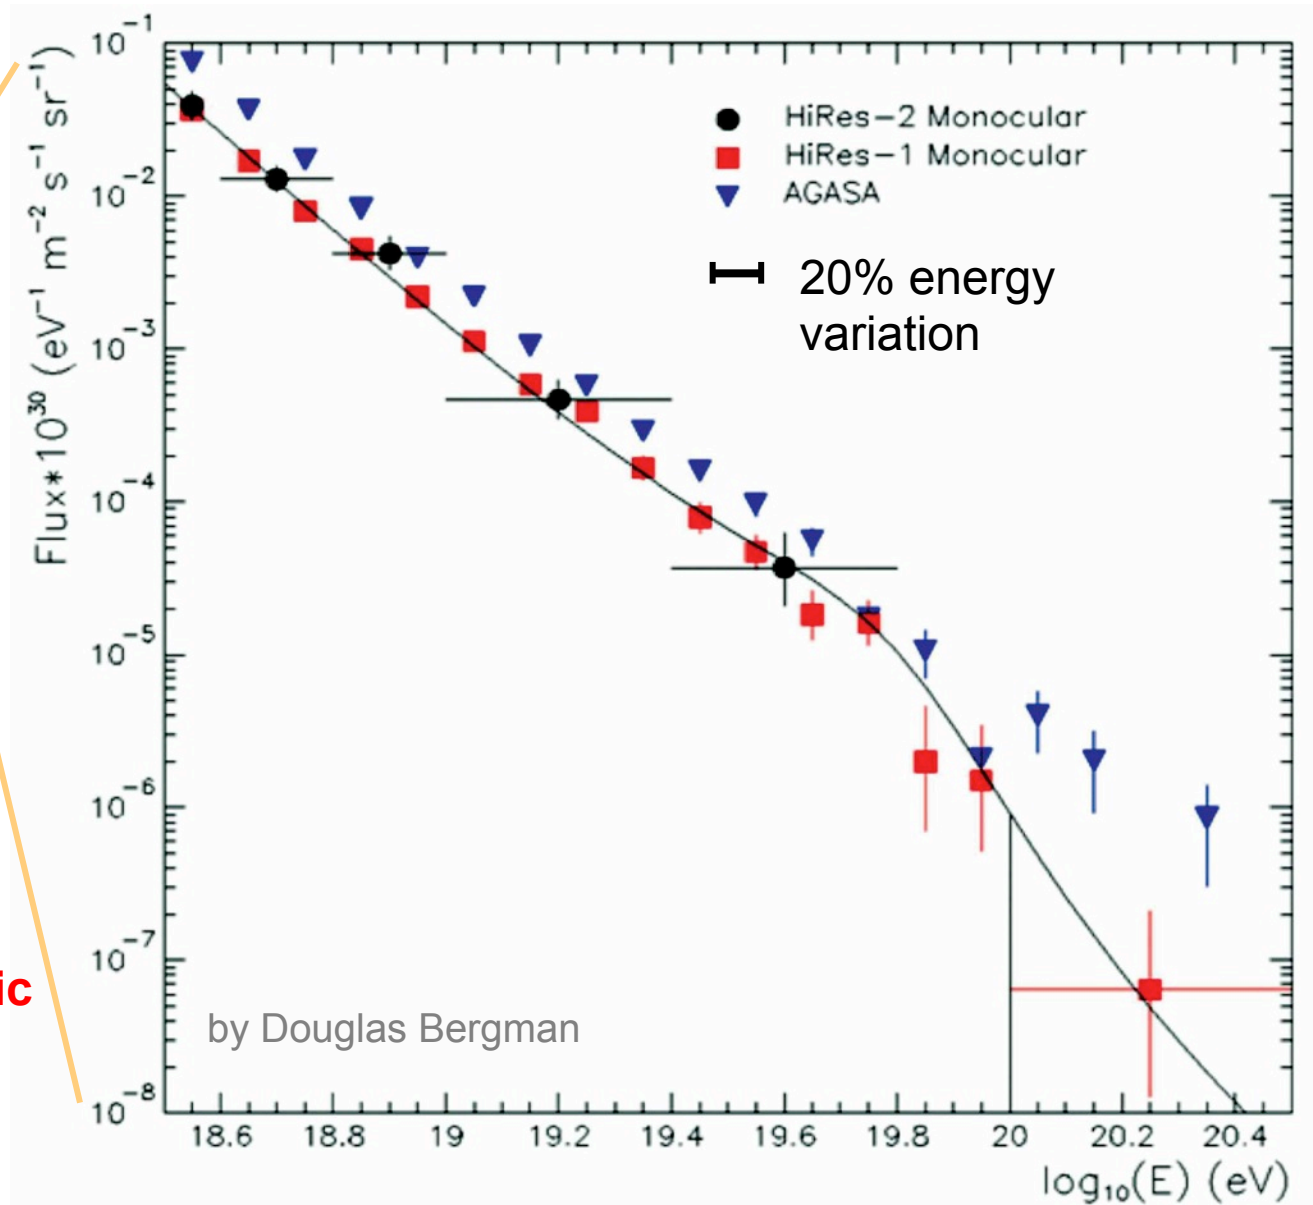 10⁻¹
10⁻²
10⁻³
10⁻⁴
10⁻⁵
10⁻⁶
10⁻⁷
10⁻⁸
Flux*10³⁰ (eV⁻¹ m⁻² s⁻¹ sr⁻¹)
HiRes-2 Monocular
HiRes-1 Monocular
AGASA
20% energy
variation
ic
by Douglas Bergman
18.6 18.8 19 19.2 19.4 19.6 19.8 20 20.2 20.4
log₁₀(E) (eV)